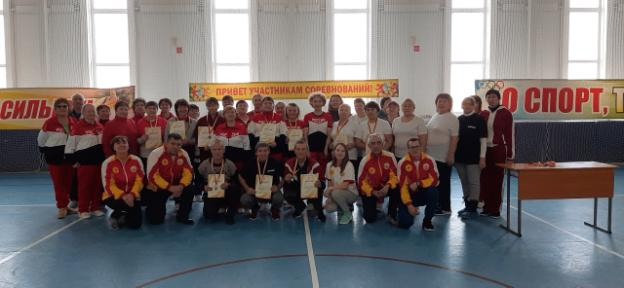 СИЛЬ
ПРИВЕТ УЧАСТНИКАМ СОРЕВНОВАНИЙ!
О СПОРТ, Т